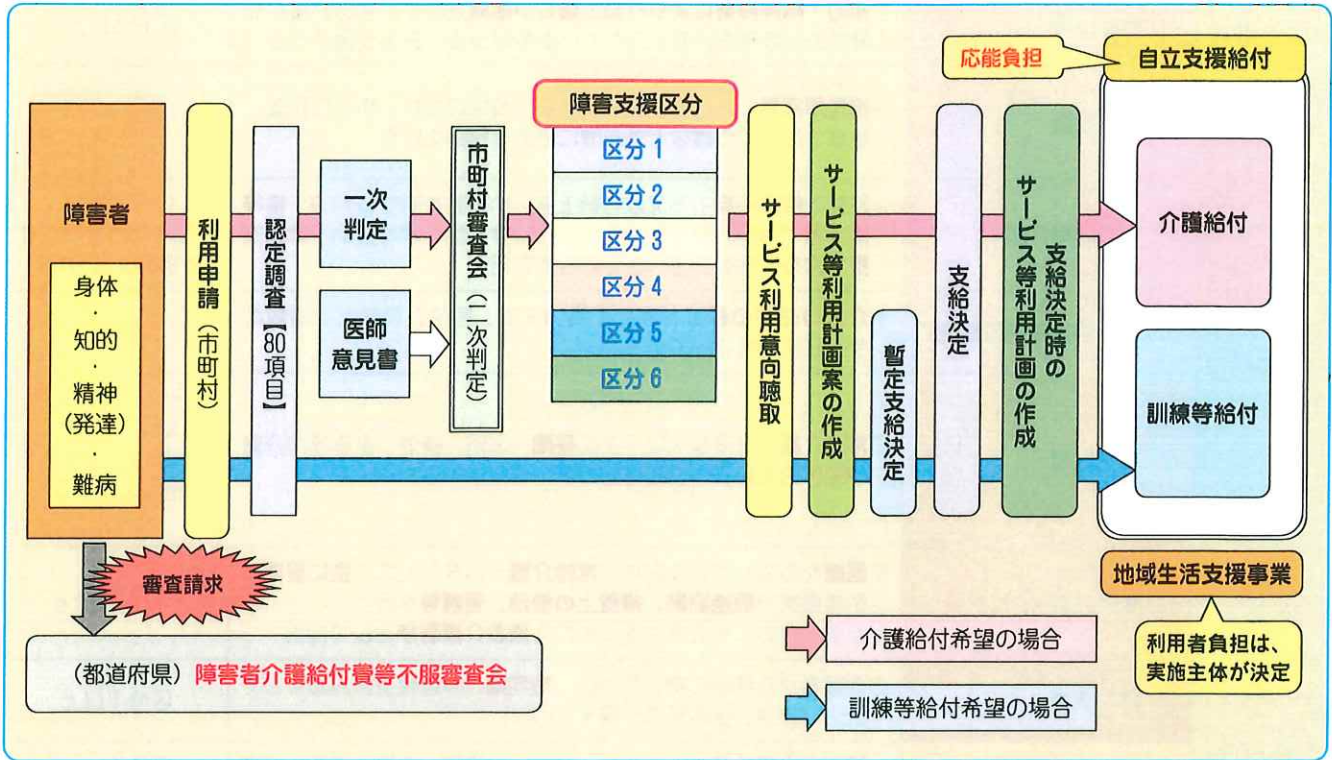 応能負担
自立支援給付
障害者
身体
・
知的
・
精神
(発達)
・
難病
利用申請（市町村）
認定調査【80項目】
一次
判定
医師
意見書
市町村審査会（二次判定）
障害支援区分
区分1
区分2
区分3
区分4
区分5
区分6
サービス利用意向聴取
サービス等利用計画案の作成
暫定支給決定
支給決定
支給決定時の
サービス等利用計画の作成
介護給付
訓練等給付
審査請求
（都道府県）障害者介護給付費等不服審査会
介護給付希望の場合
訓練等給付希望の場合
地域生活支援事業
利用者負担は、
実施主体が決定